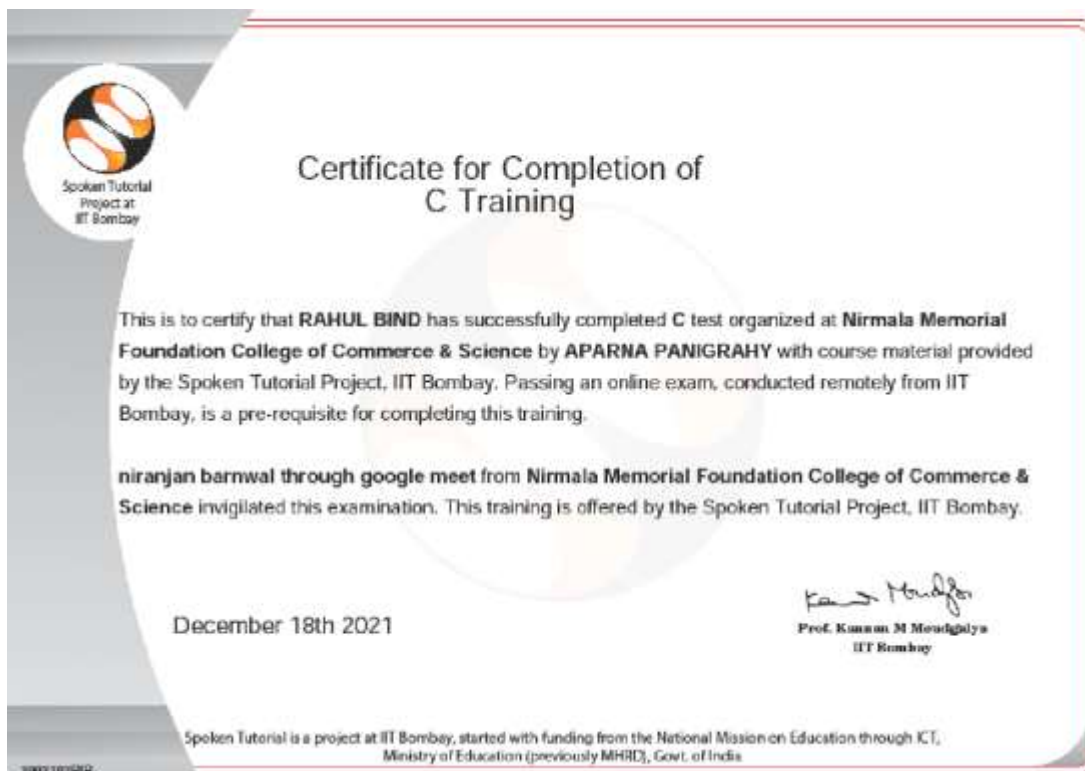 Spoken Tutorial
Project at
IIT Bombay
Certificate for Completion of
C Training
This is to certify that RAHUL BIND has successfully completed C test organized at Nirmala Memorial
Foundation College of Commerce & Science by APARNA PANIGRAHY with course material provided
by the Spoken Tutorial Project, IIT Bombay. Passing an online exam, conducted remotely from IIT
Bombay, is a pre-requisite for completing this training.
niranjan barnwal through google meet from Nirmala Memorial Foundation College of Commerce &
Science invigilated this examination. This training is offered by the Spoken Tutorial Project, IIT Bombay.
December 18th 2021
Prof. Kannan M Moudgalya
IIT Bombay
Spoken Tutorial is a project at IIT Bombay, started with funding from the National Mission on Education through ICT,
Ministry of Education (previously MHRD), Govt. of India